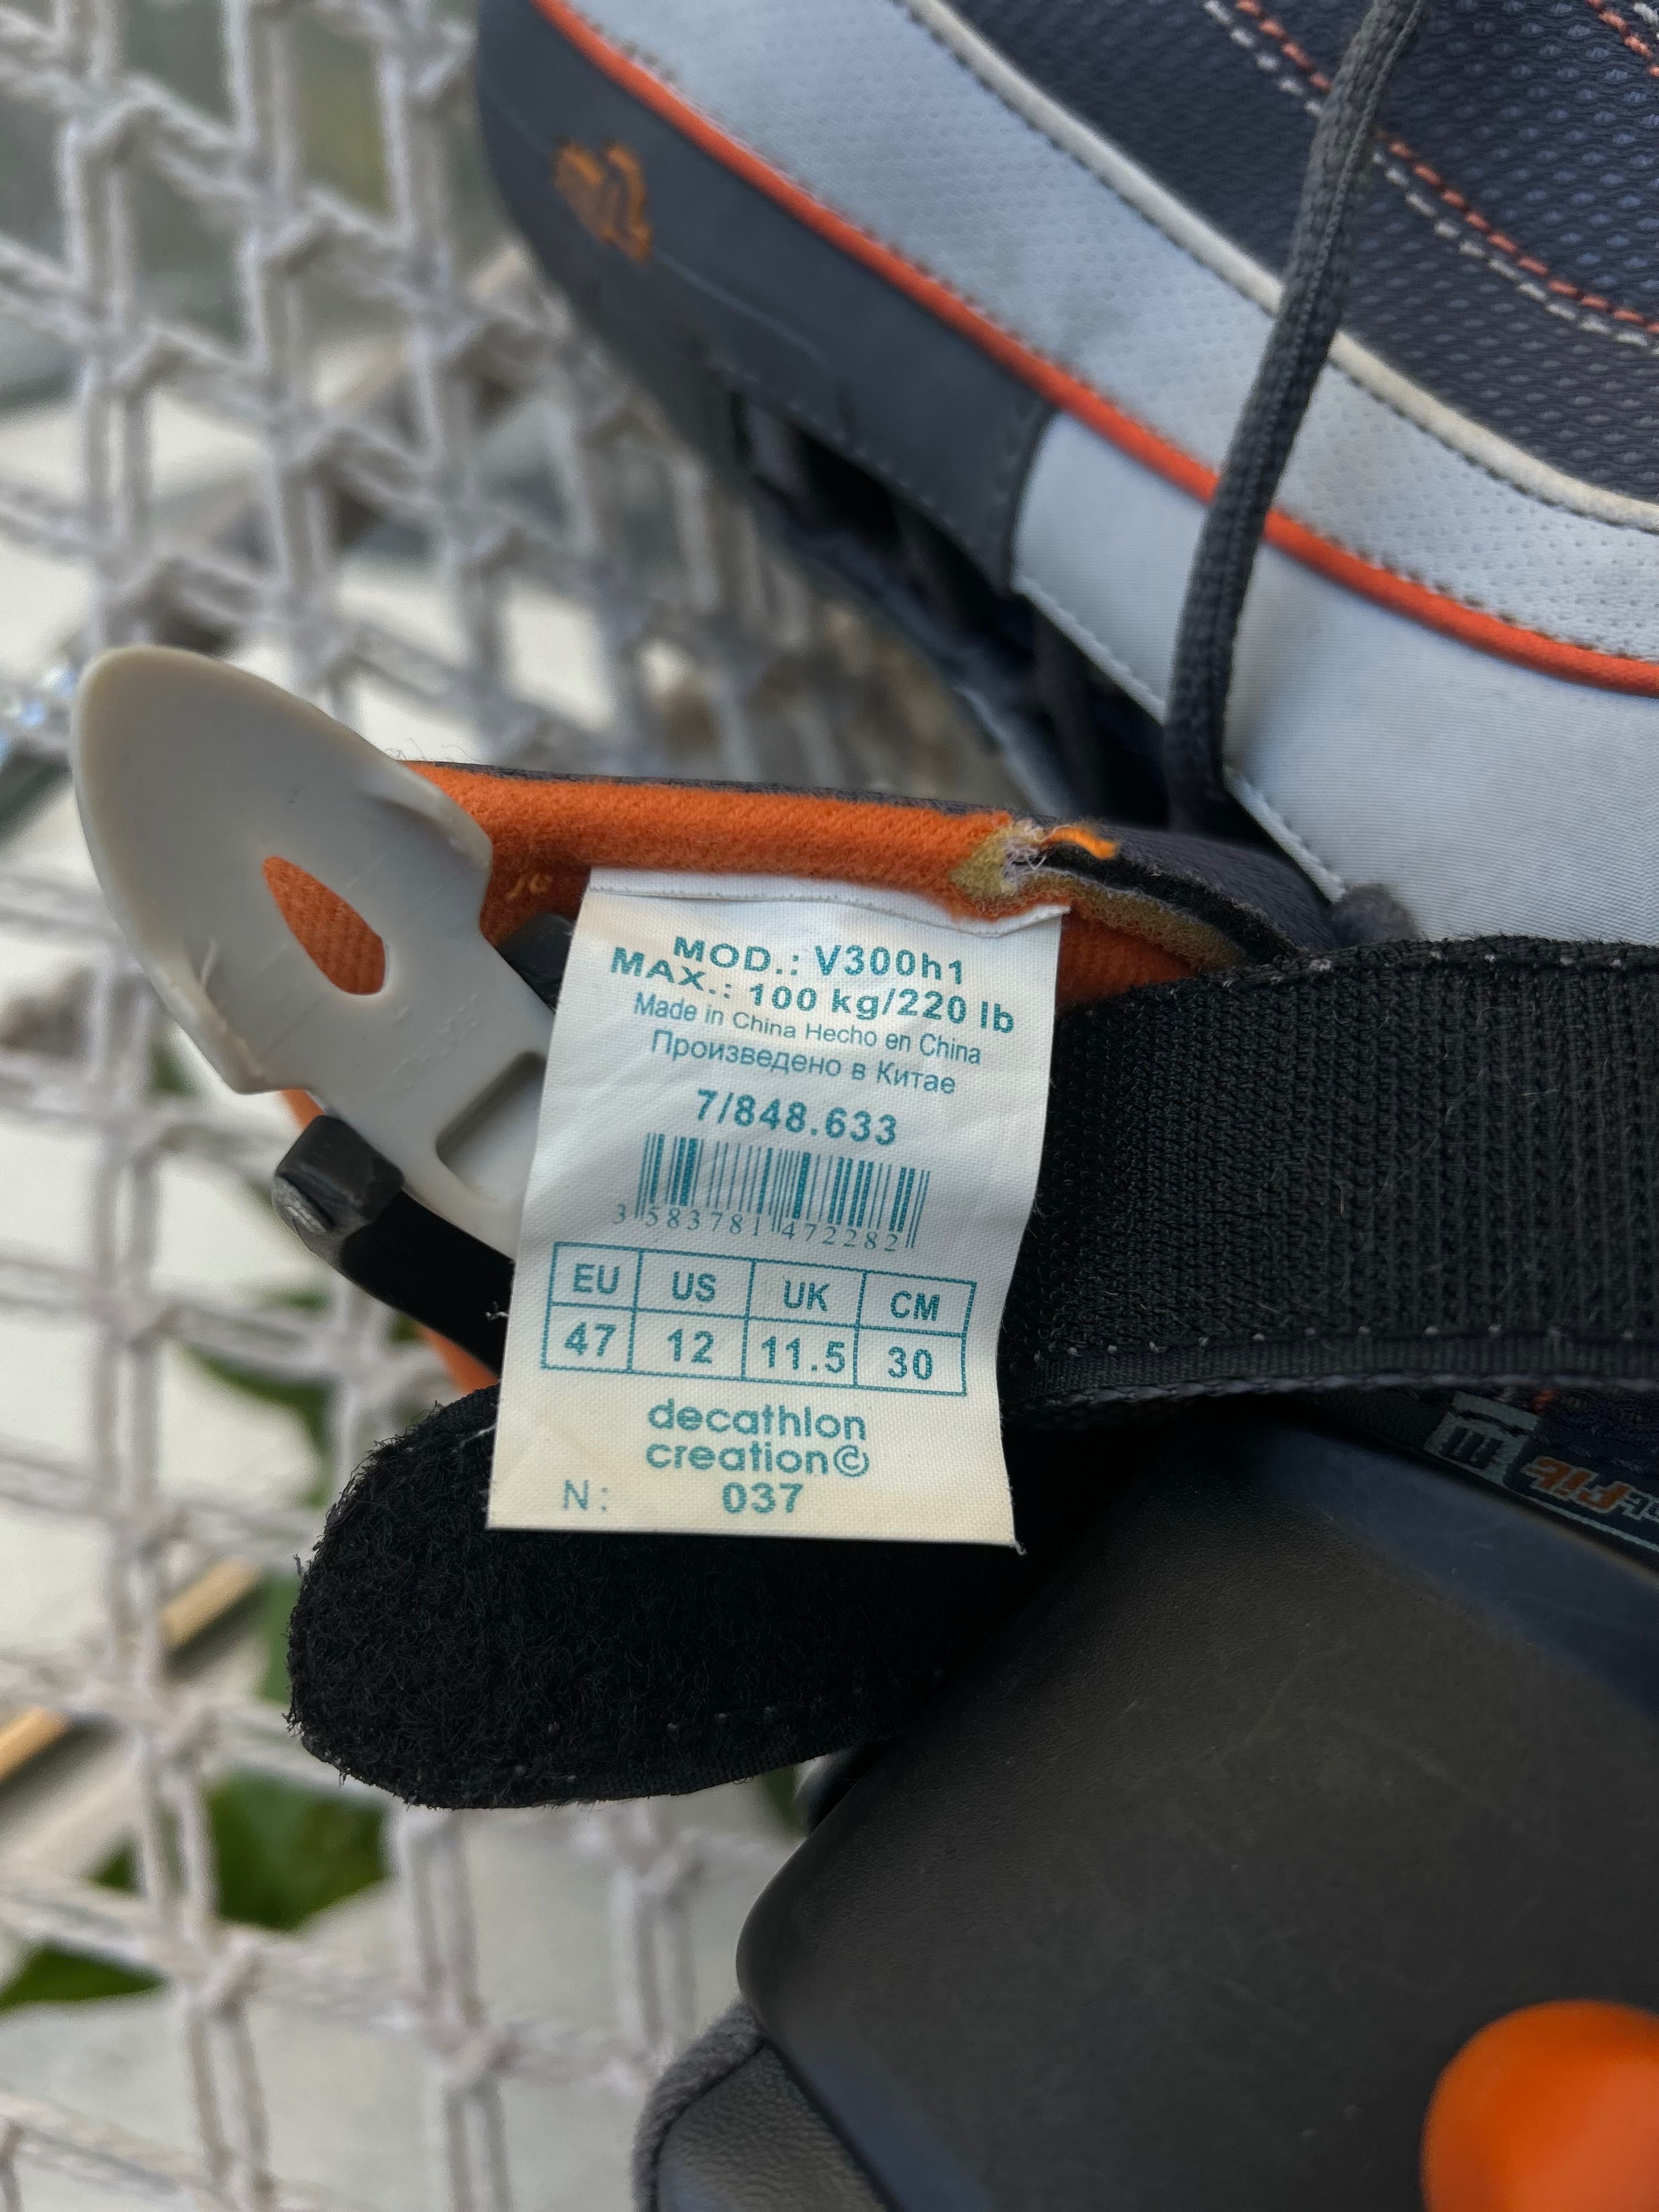 MOD.: V300h1
MAX.: 100 kg/220 lb
Made in China Hecho en China
Произведено в Китае
7/848.633
3 583781 472282
EU US UK CM
47 12 11.5 30
decathlon
creation©
N: 037